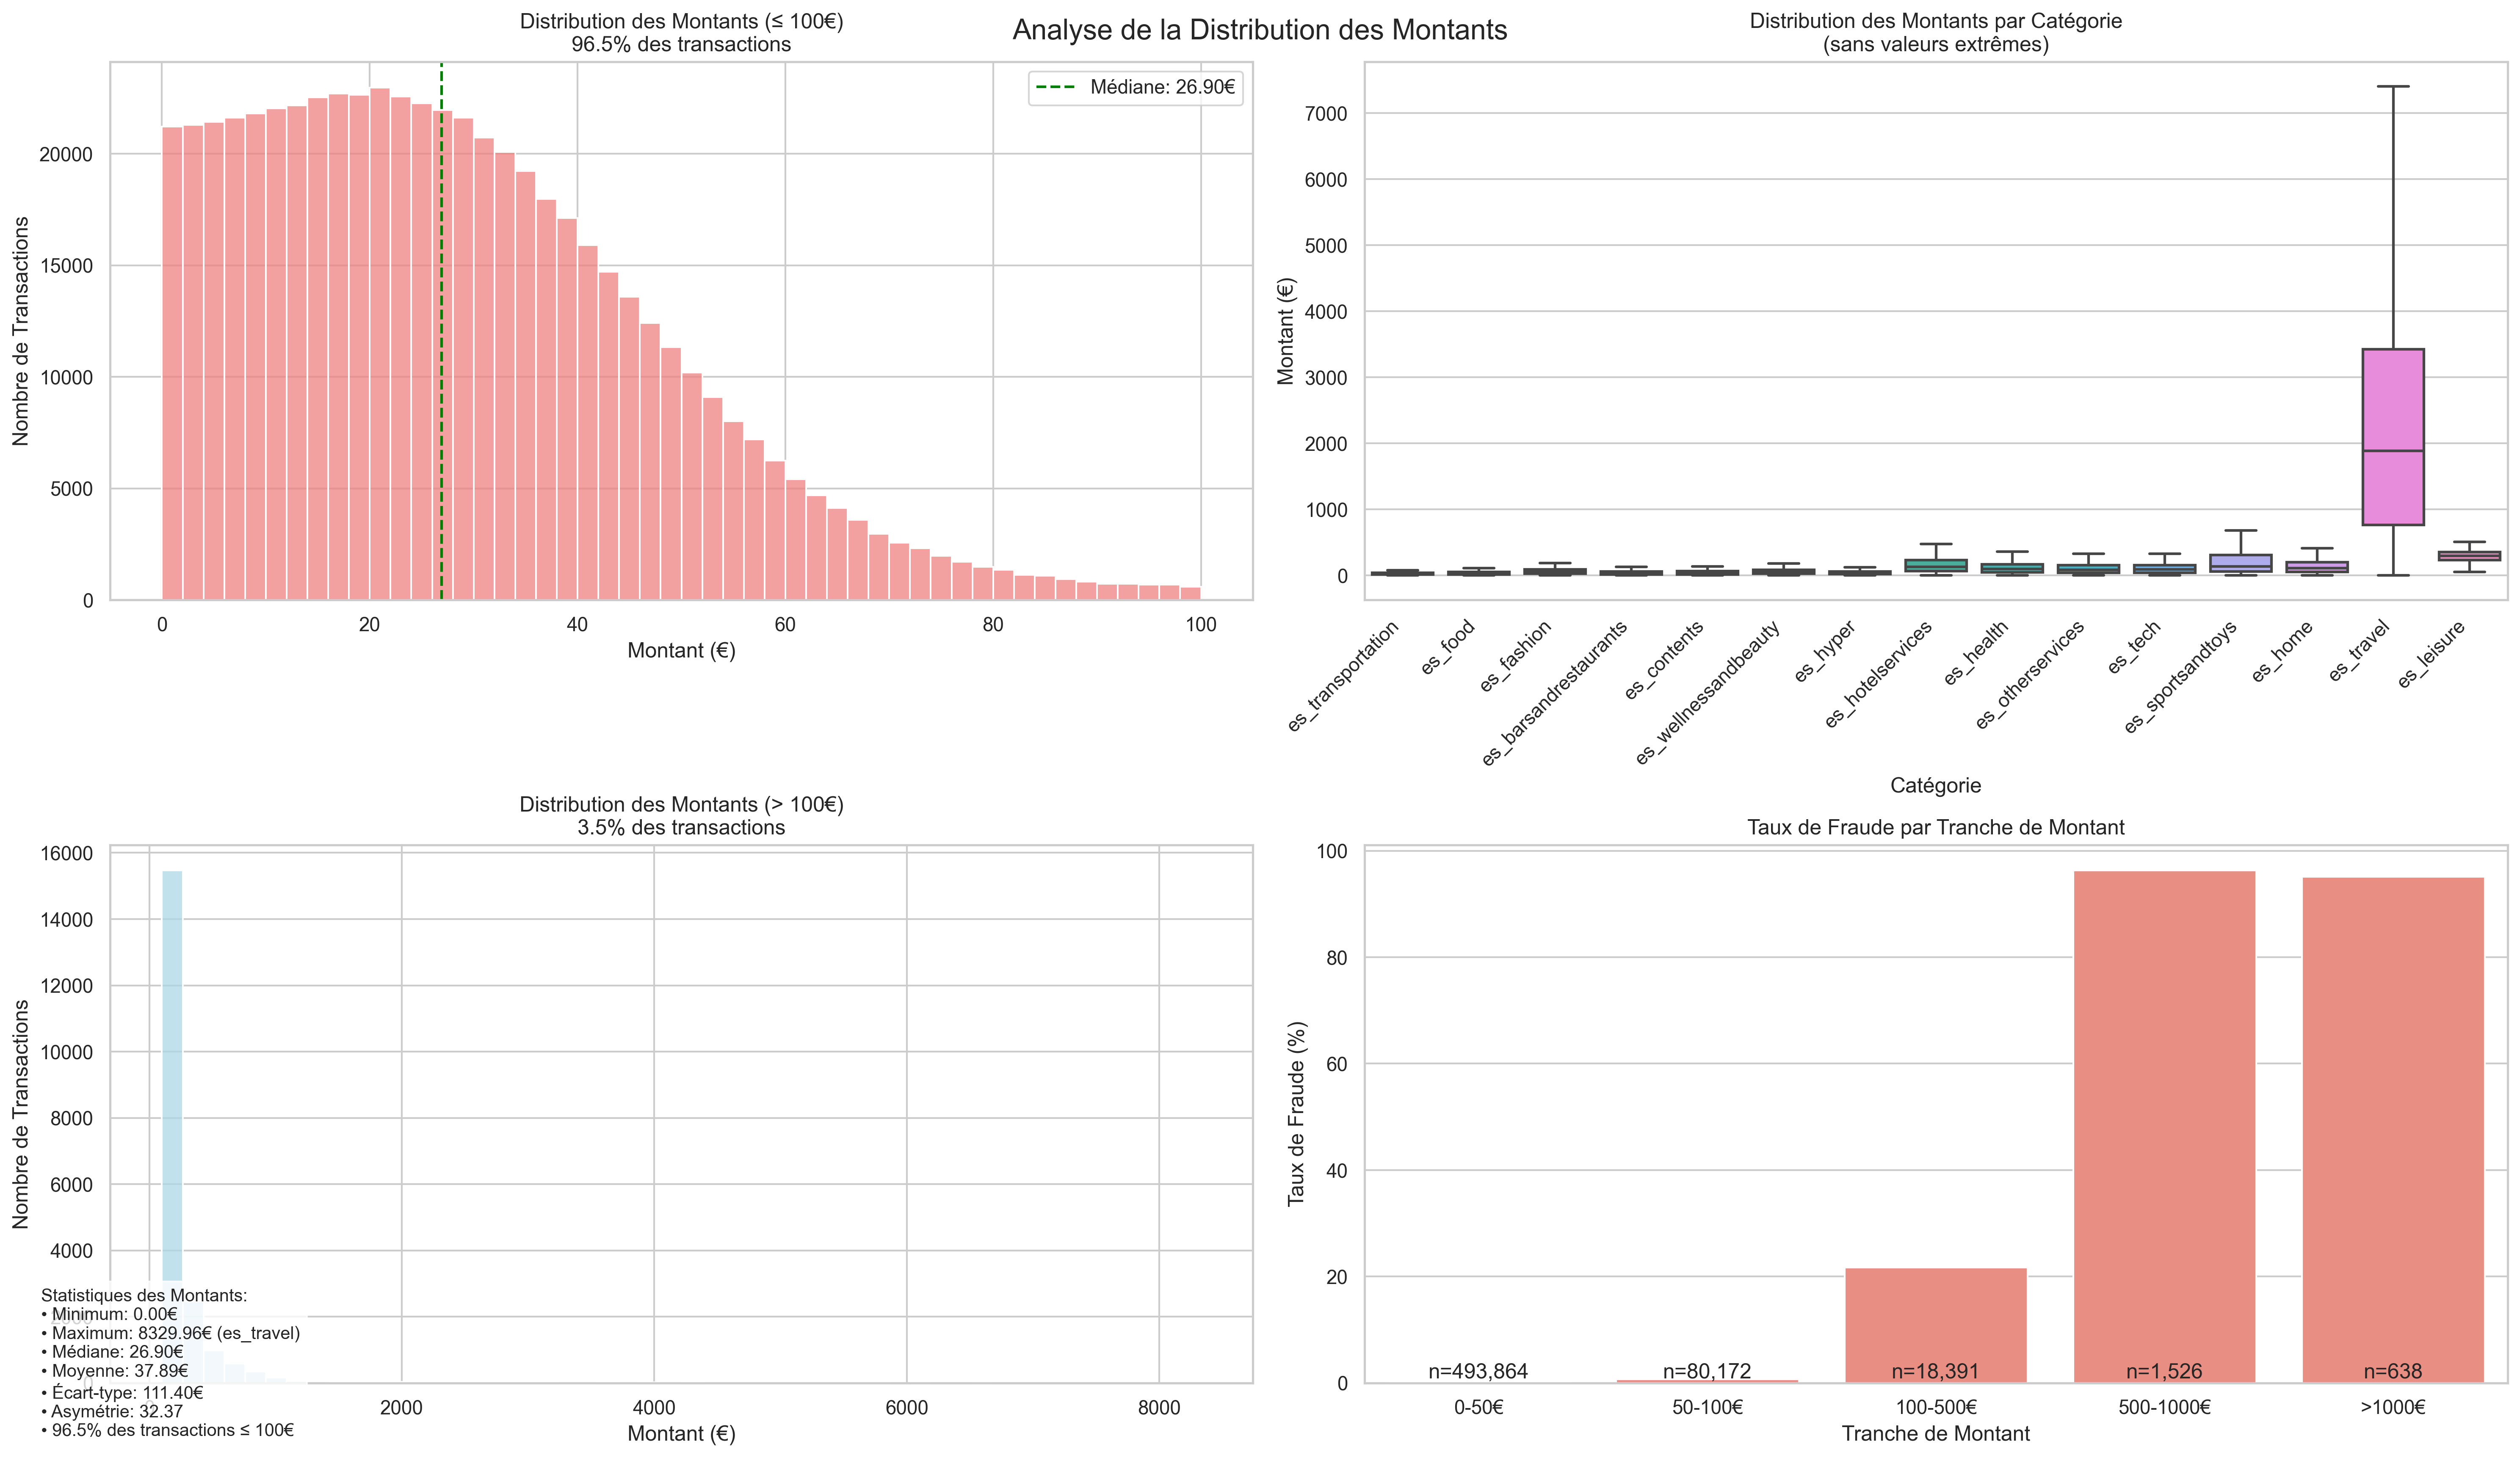 Analyse de la Distribution des Montants
Distribution des Montants (≤ 100€)
96.5% des transactions
Médiane: 26.90€
Nombre de Transactions
20000
15000
10000
5000
0
0
20
40
60
80
100
Montant (€)
Distribution des Montants par Catégorie
(sans valeurs extrêmes)
Montant (€)
7000
6000
5000
4000
3000
2000
1000
0
es_transportation
es_food
es_fashion
es_barsandrestaurants
es_contents
es_wellnessandbeauty
es_hyper
es_hotelservices
es_health
es_otherservices
es_tech
es_sportsandtoys
es_home
es_travel
es_leisure
Catégorie
Distribution des Montants (> 100€)
3.5% des transactions
Nombre de Transactions
16000
14000
12000
10000
8000
6000
4000
2000
4000
6000
8000
Montant (€)
Statistiques des Montants:
• Minimum: 0.00€
• Maximum: 8329.96€ (es_travel)
• Médiane: 26.90€
• Moyenne: 37.89€
• Écart-type: 111.40€
• Asymétrie: 32.37
• 96.5% des transactions ≤ 100€
Taux de Fraude par Tranche de Montant
Taux de Fraude (%)
100
80
60
40
20
0
n=493,864
n=80,172
n=18,391
n=1,526
n=638
0-50€
50-100€
100-500€
500-1000€
>1000€
Tranche de Montant